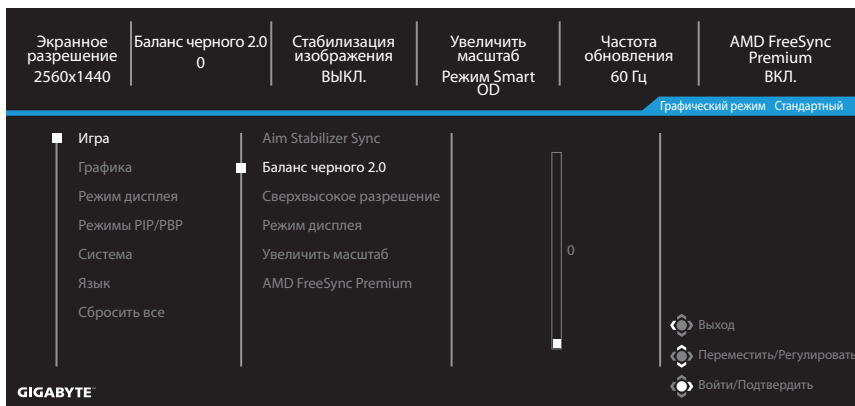 Экранное
разрешение
2560x1440
Баланс черного 2.0
0
Стабилизация
изображения
ВЫКЛ.
Увеличить
масштаб
Режим Smart
OD
Частота
обновления
60 Гц
AMD FreeSync
Premium
ВКЛ.
Графический режим Стандартный
Игра
Графика
Режим дисплея
Режимы PIP/PBP
Система
Язык
Сбросить все
Aim Stabilizer Sync
Баланс черного 2.0
Сверхвысокое разрешение
Режим дисплея
Увеличить масштаб
AMD FreeSync Premium
0
Выход
Переместить/Регулировать
Войти/Подтвердить
GIGABYTE™